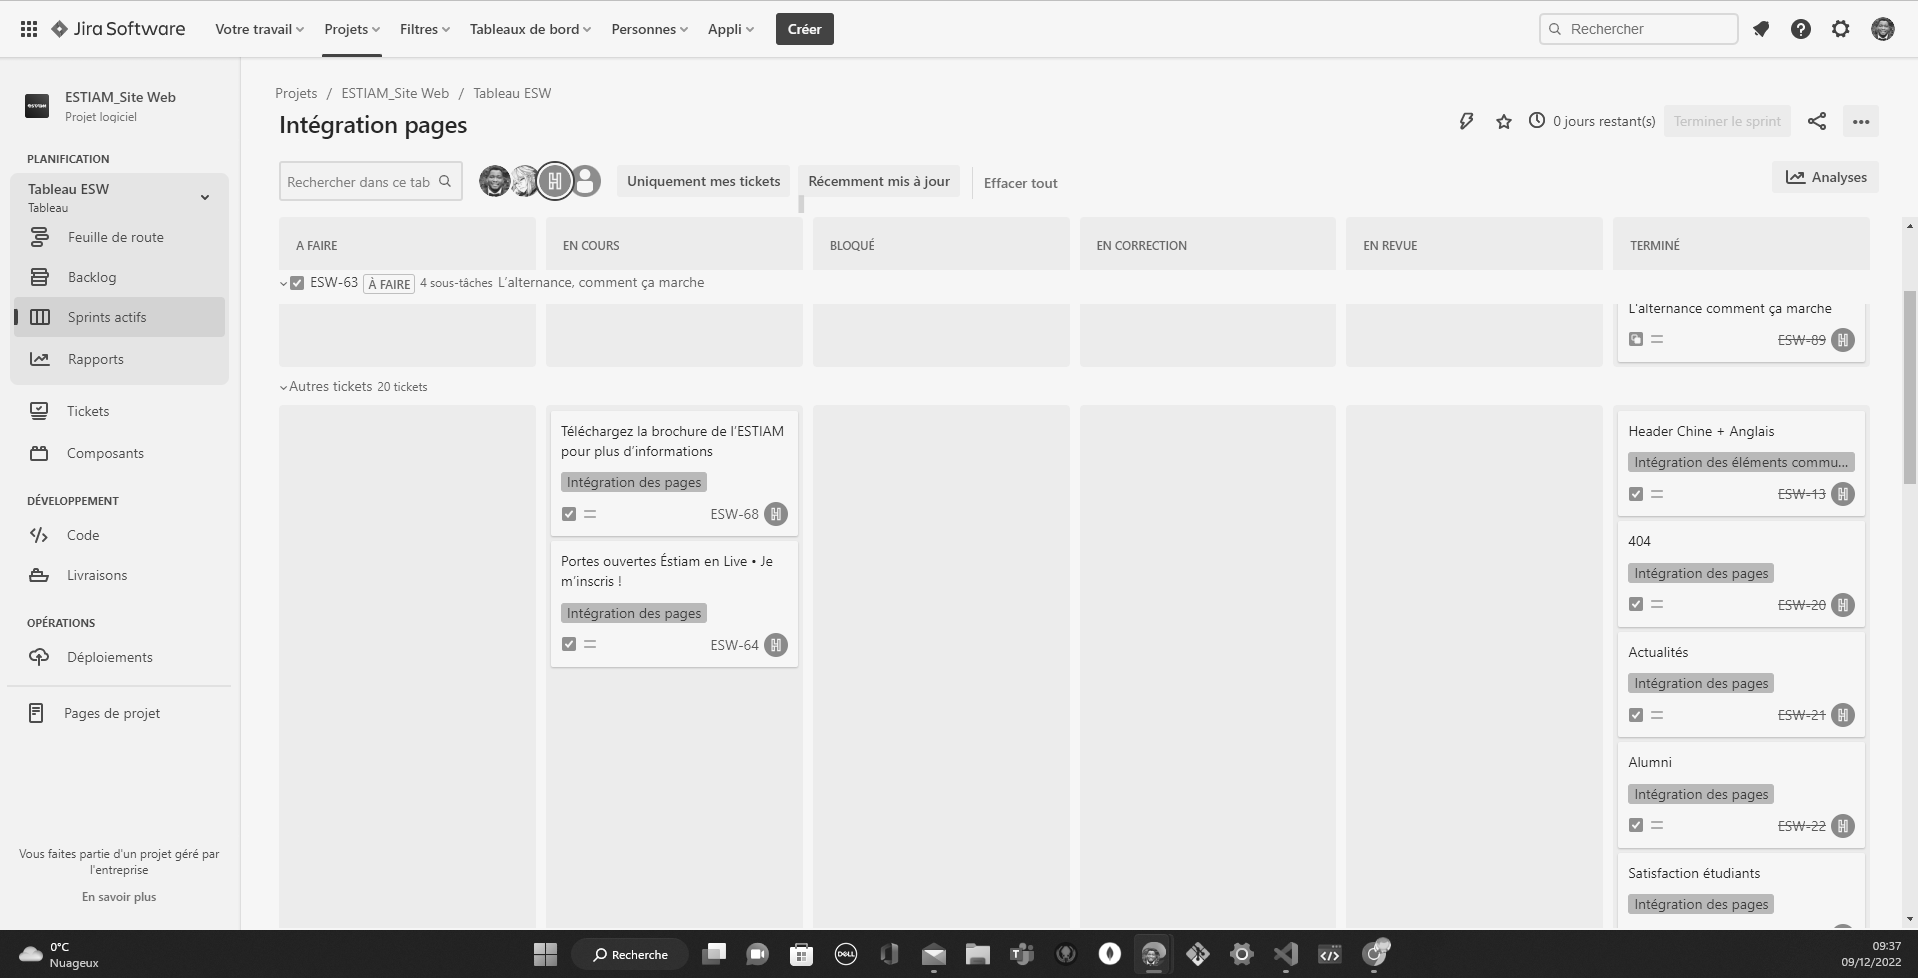 Jira Software
Votre travail
Projets
Filtres
Tableaux de bord
Personnes
Appli
Créer
Rechercher
ESTIAM
ESTIAM_Site Web
Projet logiciel
PLANIFICATION
Tableau ESW
Tableau
Feuille de route
Backlog
Sprints actifs
Rapports
Tickets
Composants
DÉVELOPPEMENT
Code
Livraisons
OPÉRATIONS
Déploiements
Pages de projet
Vous faites partie d'un projet géré par
l'entreprise
En savoir plus
Projets / ESTIAM_Site Web / Tableau ESW
Intégration pages
0 jours restant(s)
Terminer le sprint
Rechercher dans ce tab
Uniquement mes tickets
Récemment mis à jour
Effacer tout
Analyses
A FAIRE
EN COURS
BLOQUÉ
EN CORRECTION
EN REVUE
TERMINÉ
ESW-63 À FAIRE 4 sous-tâches L'alternance, comment ça marche
L'alternance comment ça marche
ESW-89
Autres tickets 20 tickets
Téléchargez la brochure de l'ESTIAM
pour plus d'informations
Intégration des pages
ESW-68
Portes ouvertes Éstiam en Live • Je
m'inscris !
Intégration des pages
ESW-64
Header Chine + Anglais
Intégration des éléments commu...
ESW-13
404
Intégration des pages
ESW-20
Actualités
Intégration des pages
ESW-21
Alumni
Intégration des pages
ESW-22
Satisfaction étudiants
Intégration des pages
0°C
Nuageux
Recherche
DELL
09:37
09/12/2022